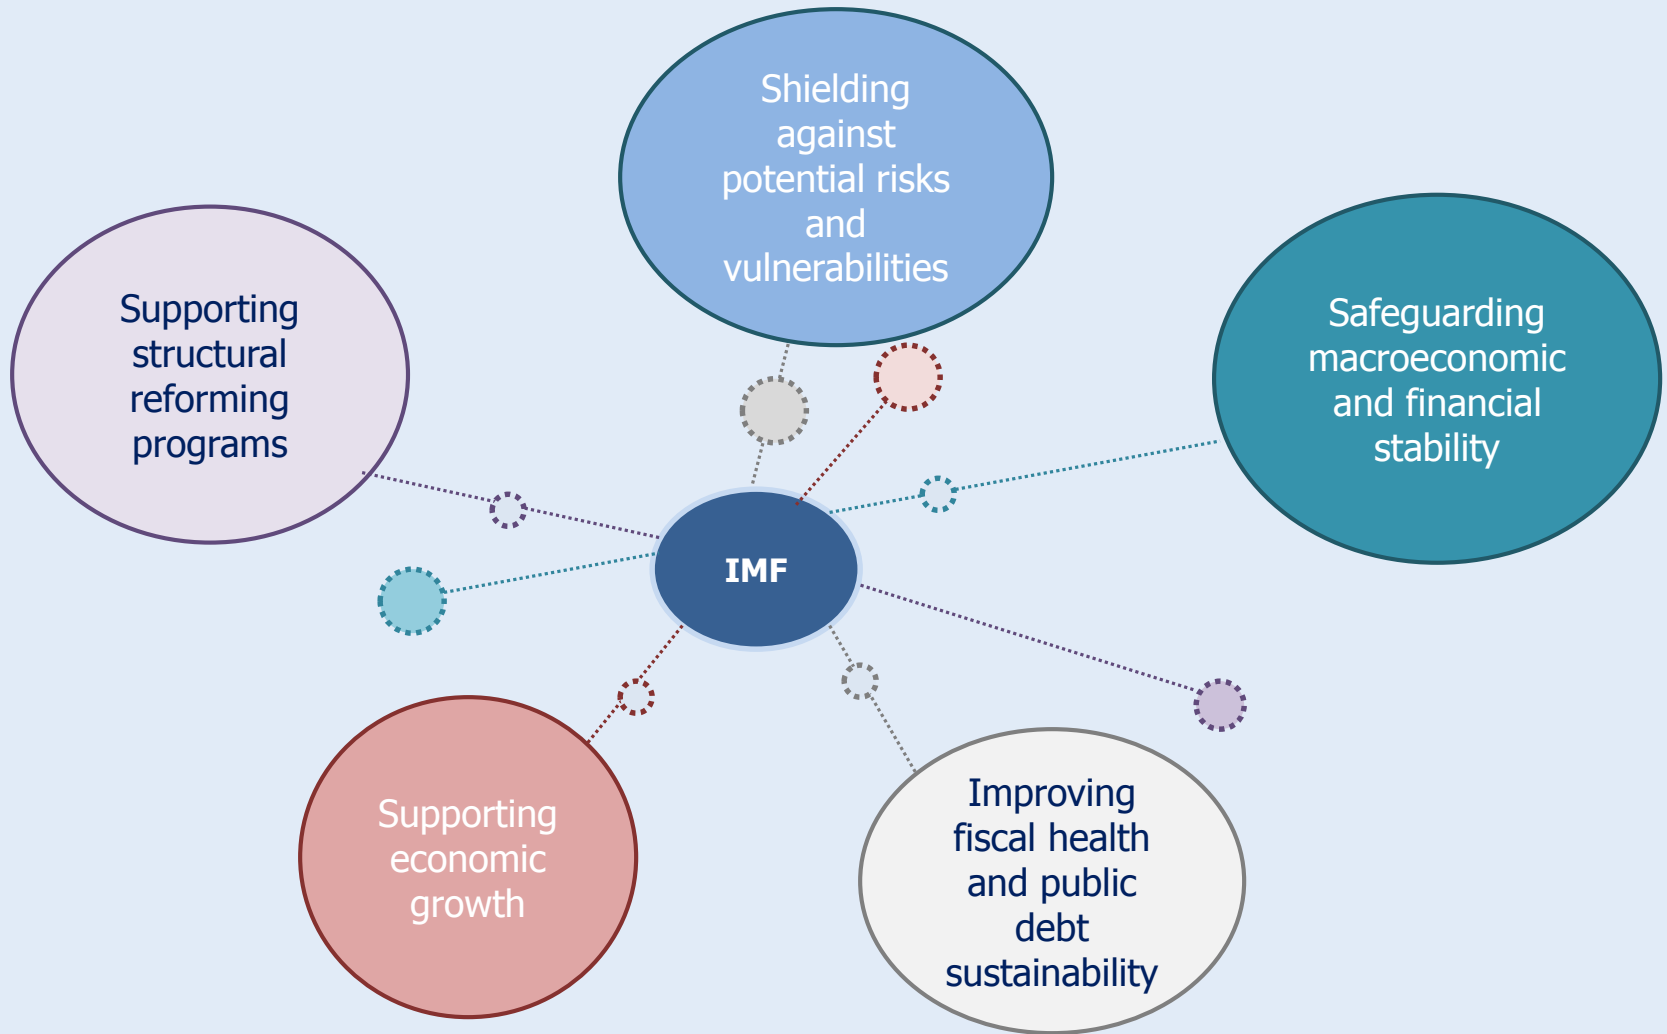 Shielding
against
potential risks
and
vulnerabilities
Supporting
structural
reforming
programs
Safeguarding
macroeconomic
and financial
stability
IMF
Supporting
economic
growth
Improving
fiscal health
and public
debt
sustainability